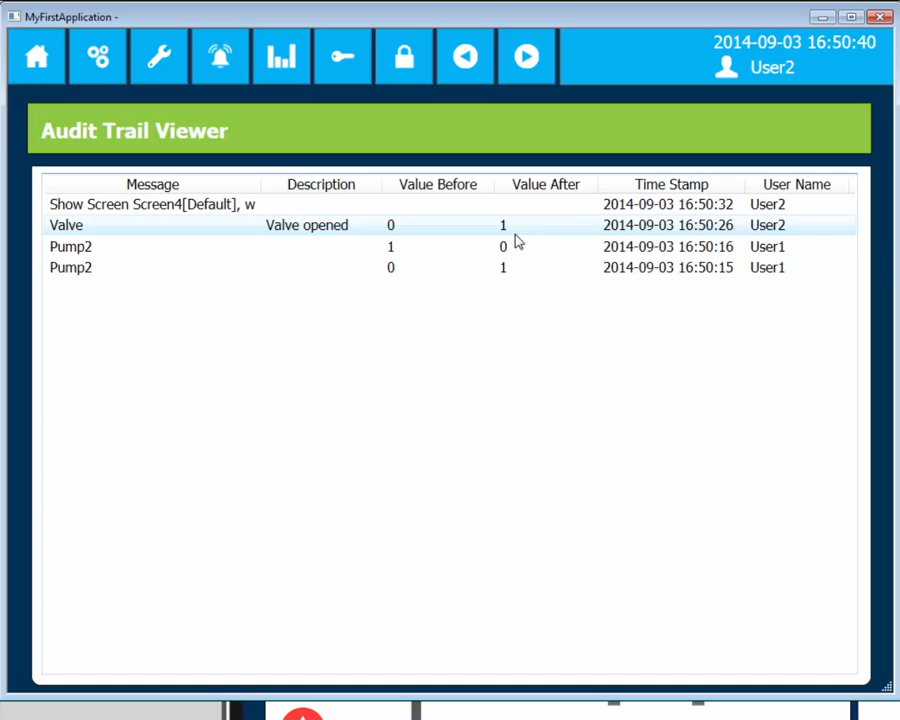 MyFirstApplication -
2014-09-03 16:50:40
User2
Audit Trail Viewer
Message Description Value Before Value After Time Stamp User Name
Show Screen Screen4[Default], w 2014-09-03 16:50:32 User2
Valve Valve opened 0 1 2014-09-03 16:50:26 User2
Pump2 1 0 2014-09-03 16:50:16 User1
Pump2 0 1 2014-09-03 16:50:15 User1